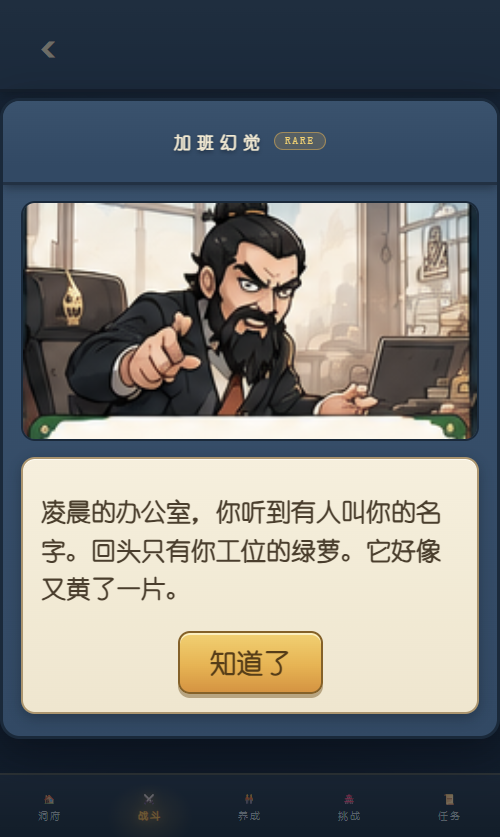 加班幻觉 RARE
凌晨的办公室，你听到有人叫你的名
字。回头只有你工位的绿萝。它好像
又黄了一片。
知道了
洞府 战斗 养成 挑战 任务